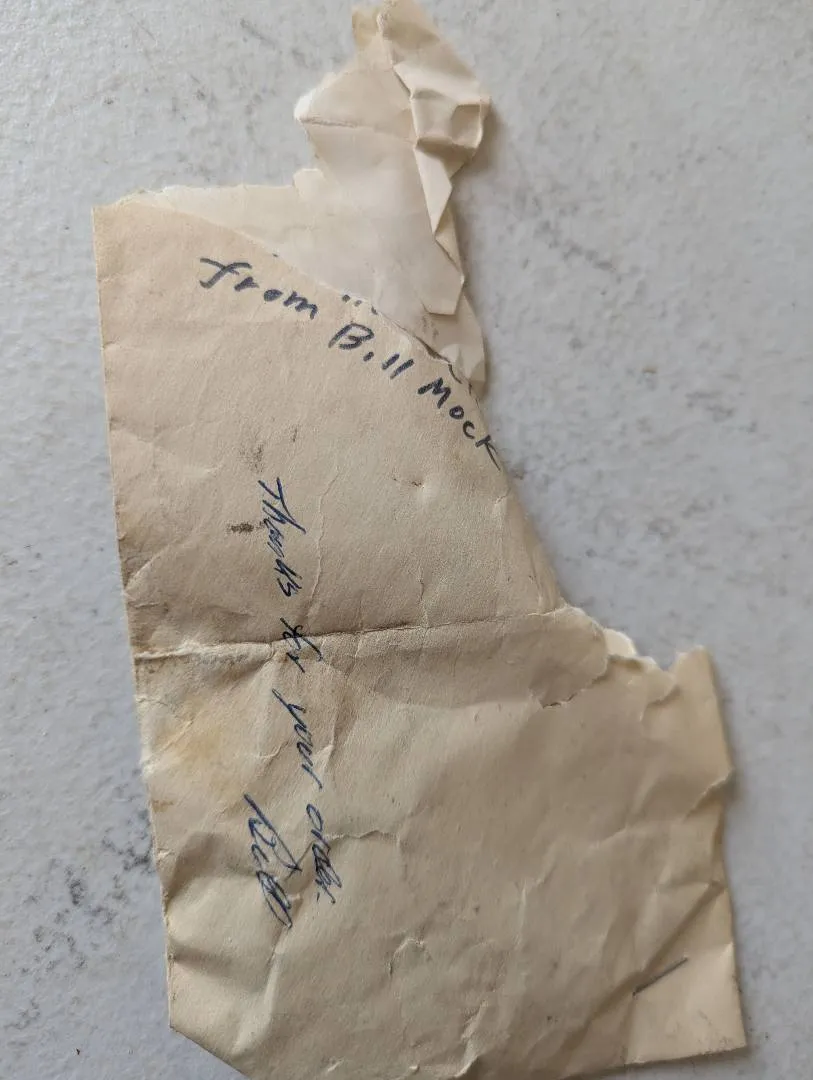 from Bill Mock
Thanks for your order.
Bill